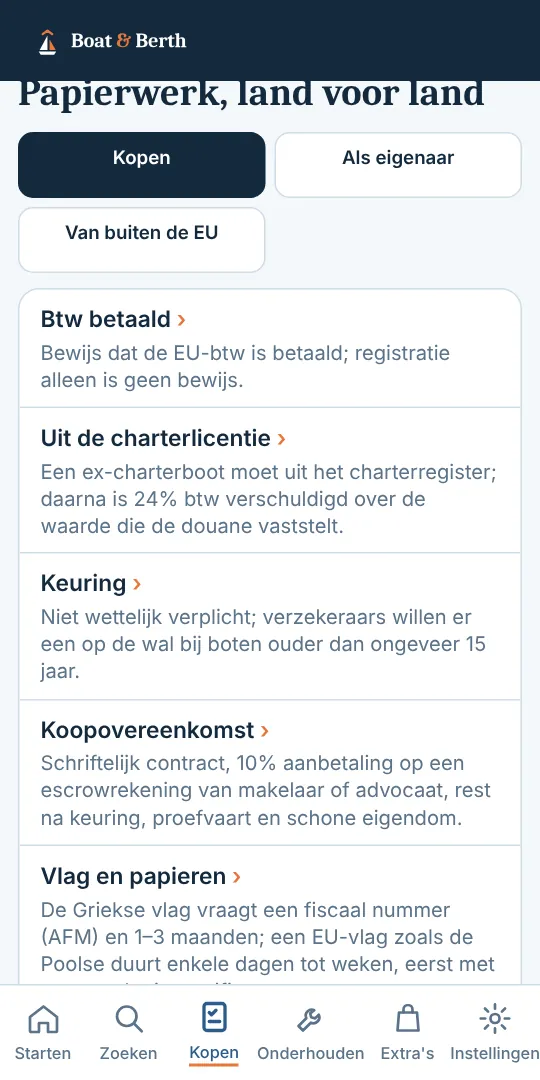 Boat & Berth
Papierwerk, land voor land
Kopen
Als eigenaar
Van buiten de EU
Btw betaald ›
Bewijs dat de EU-btw is betaald; registratie
alleen is geen bewijs.
Uit de charterlicentie ›
Een ex-charterboot moet uit het charterregister;
daarna is 24% btw verschuldigd over de
waarde die de douane vaststelt.
Keuring ›
Niet wettelijk verplicht; verzekeraars willen er
een op de wal bij boten ouder dan ongeveer 15
jaar.
Koopovereenkomst ›
Schriftelijk contract, 10% aanbetaling op een
escrowrekening van makelaar of advocaat, rest
na keuring, proefvaart en schone eigendom.
Vlag en papieren ›
De Griekse vlag vraagt een fiscaal nummer
(AFM) en 1–3 maanden; een EU-vlag zoals de
Poolse duurt enkele dagen tot weken, eerst met
Starten
Zoeken
Kopen
Onderhouden
Extra's
Instellingen